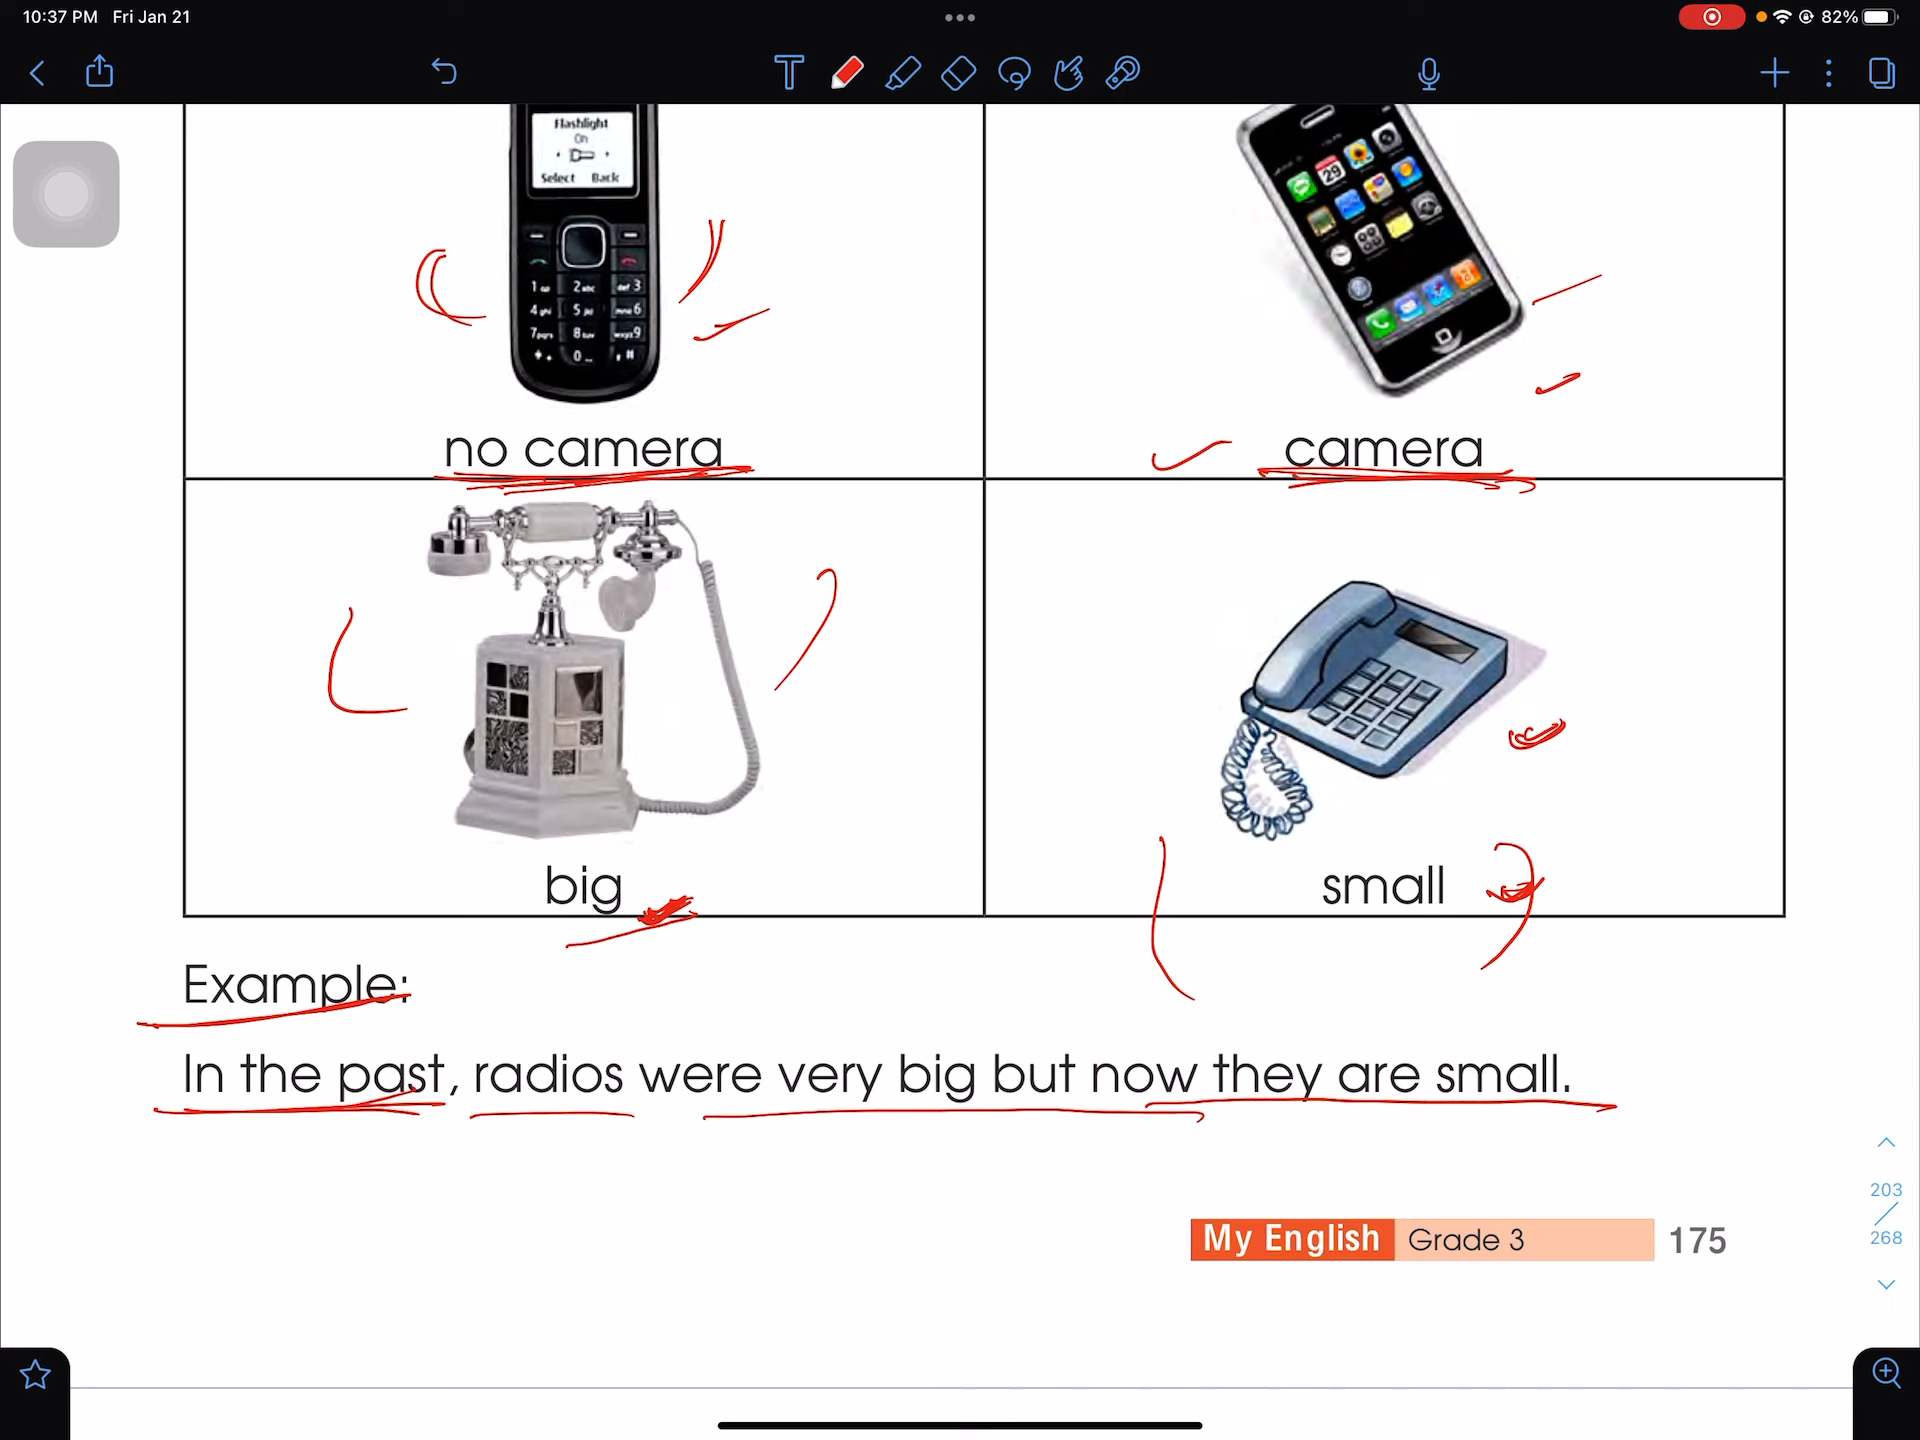 10:37 PM Fri Jan 21
82%
Flashlight
On
Select Back
no camera
camera
big
small
Example:
In the past, radios were very big but now they are small.
My English Grade 3 175
203
268